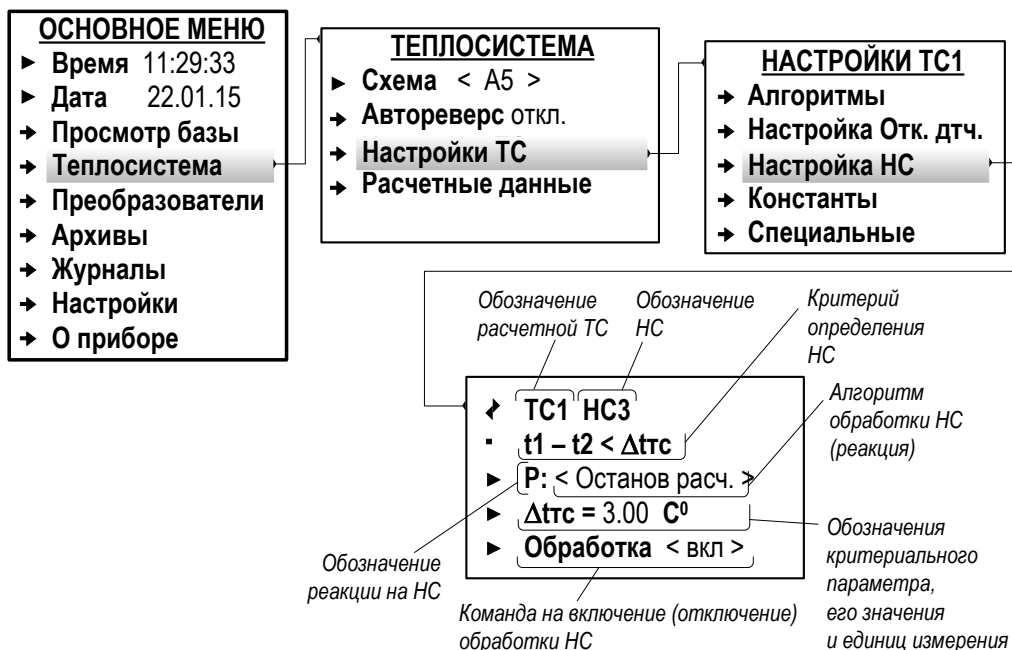 ОСНОВНОЕ МЕНЮ
Время 11:29:33
Дата 22.01.15
Просмотр базы
Теплосистема
Преобразователи
Архивы
Журналы
Настройки
О приборе
ТЕПЛОСИСТЕМА
Схема < А5 >
Автореверс откл.
Настройки ТС
Расчетные данные
НАСТРОЙКИ ТС1
Алгоритмы
Настройка Отк. дтч.
Настройка НС
Константы
Специальные
Обозначение
расчетной ТС
Обозначение
НС
Критерий
определения
НС
Алгоритм
обработки НС
(реакция)
ТС1 НС3
t1 – t2 < Δtтс
Р: < Останов расч. >
Δtтс = 3.00 С⁰
Обработка < вкл >
Обозначение
реакции на НС
Команда на включение (отключение)
обработки НС
Обозначения
критериального
параметра,
его значения
и единиц измерения